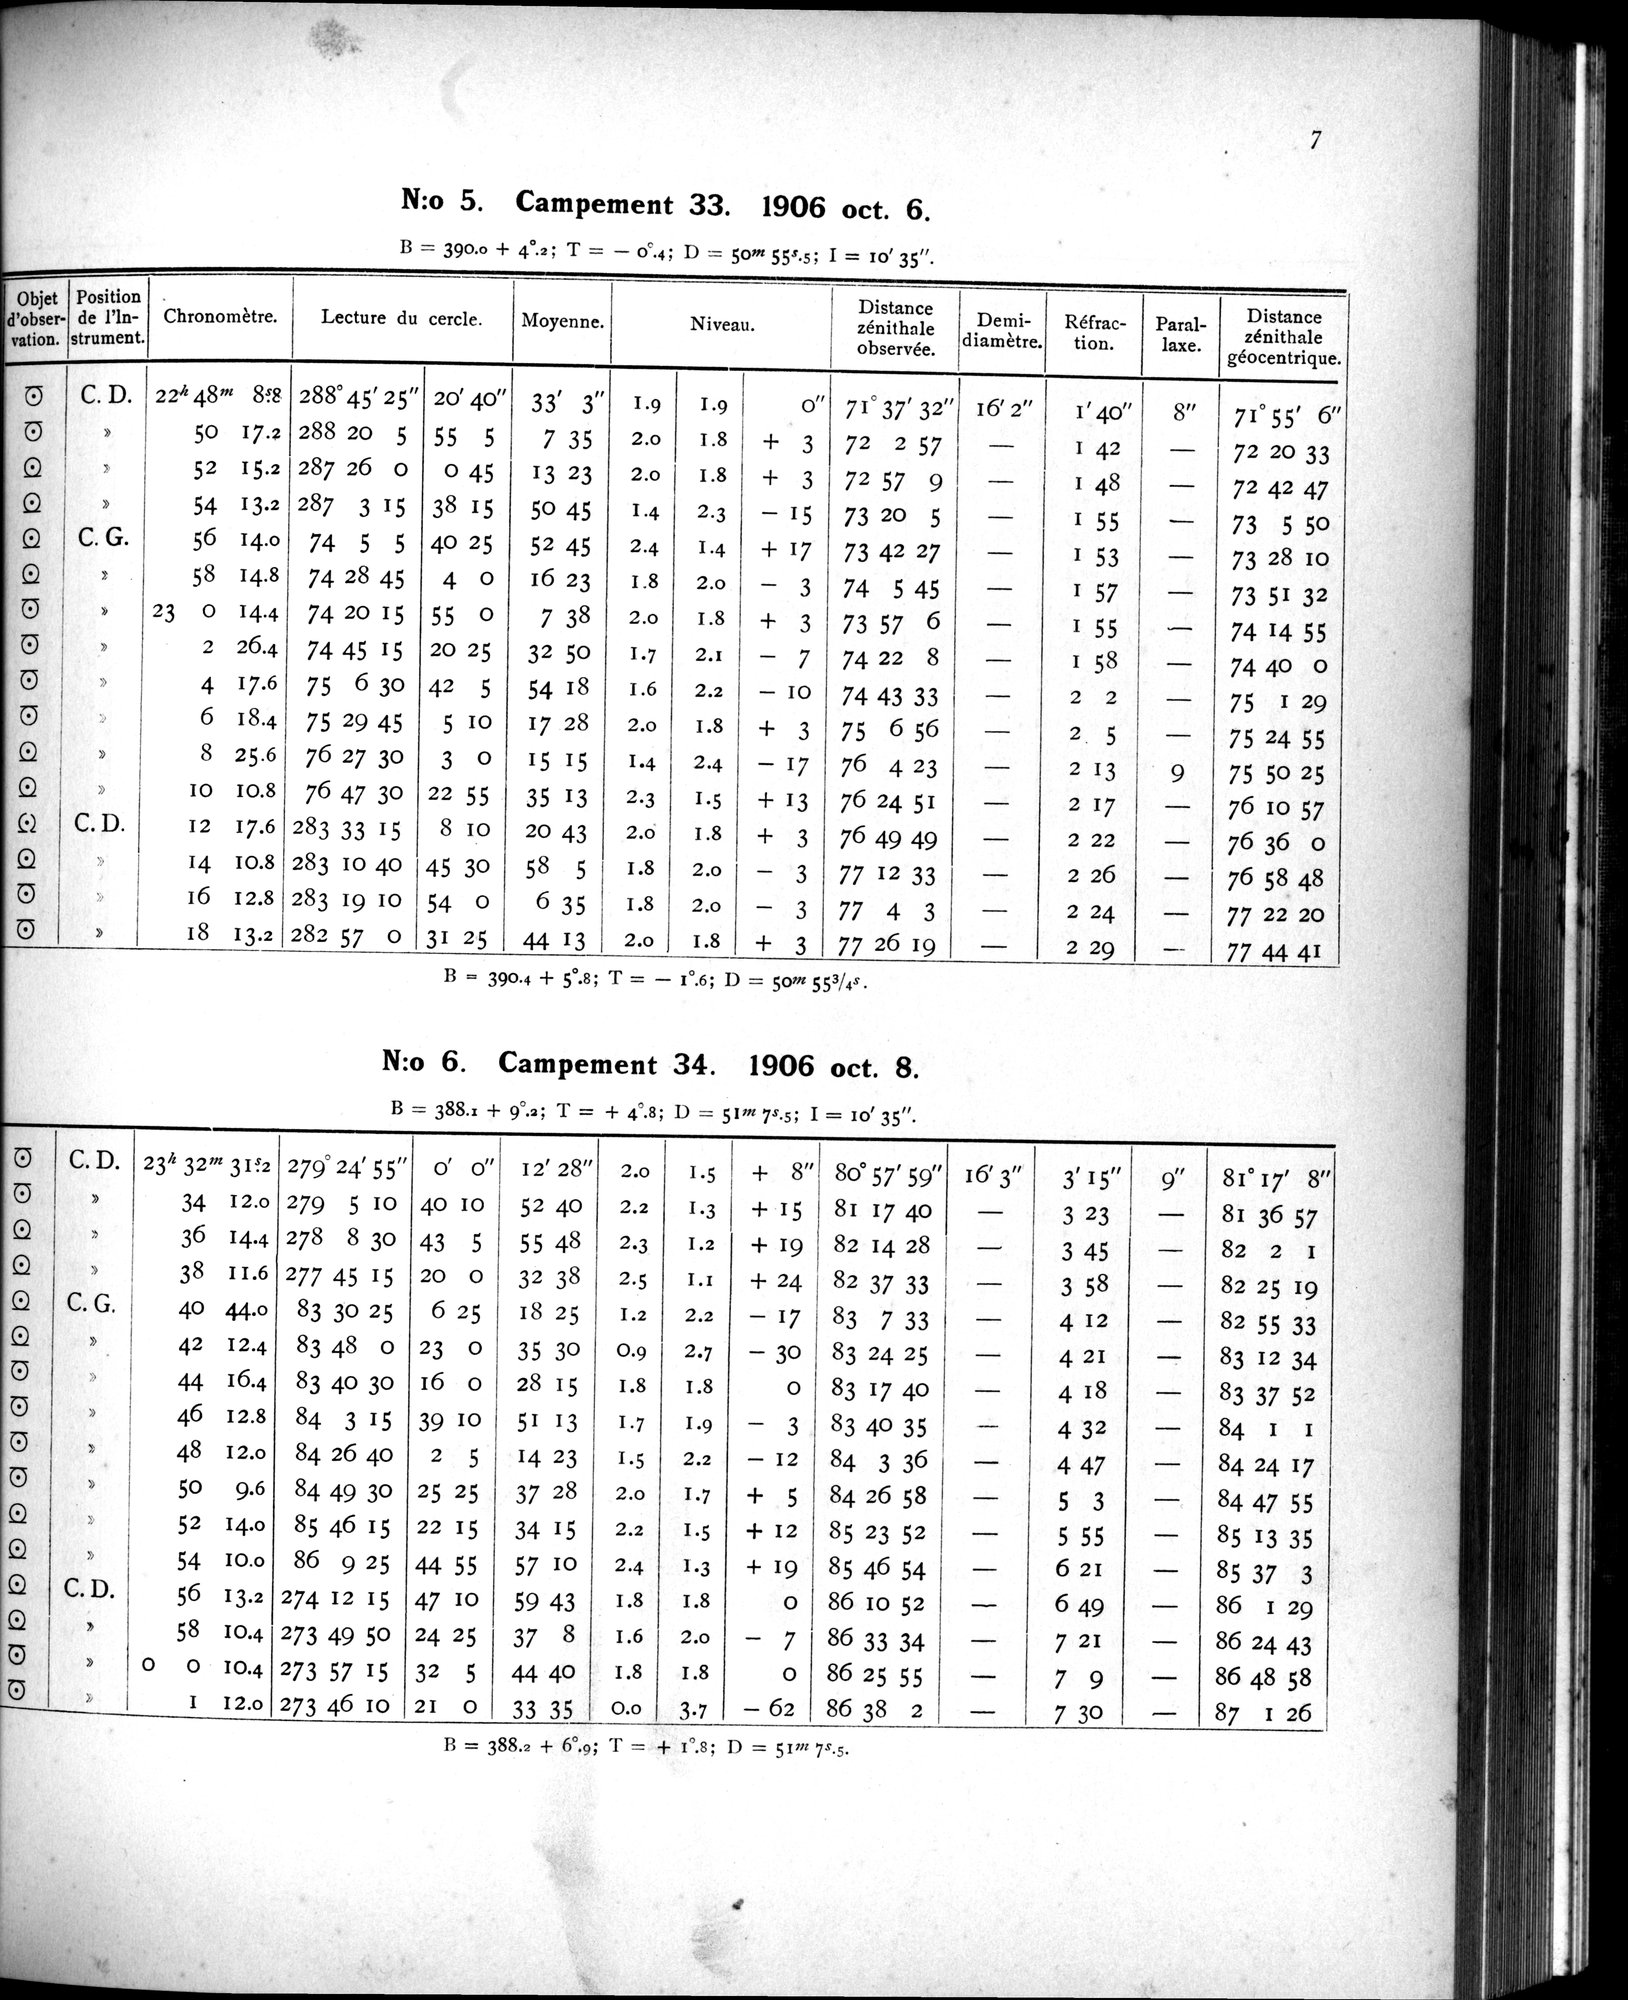 7
N:o 5. Campement 33. 1906 oct. 6.
B = 390.0 + 4°.2; T = — 0°.4; D = 50m 55s.5; I = 10′ 35″.
Objet d'obser-vation. Position de l'In-strument. Chronomètre. Lecture du cercle. Moyenne. Niveau. Distance zénithale observée. Demi-diamètre. Réfrac-tion. Paral-laxe. Distance zénithale géocentrique.
☉ C. D. 22h 48m 8s.8 288° 45′ 25″ 20′ 40″ 33′ 3″ 1.9 1.9 0″ 71° 37′ 32″ 16′ 2″ 1′ 40″ 8″ 71° 55′ 6″
☉ » 50 17.2 288 20 5 55 5 7 35 2.0 1.8 + 3 72 2 57 — 1 42 — 72 20 33
☉ » 52 15.2 287 26 0 0 45 13 23 2.0 1.8 + 3 72 57 9 — 1 48 — 72 42 47
☉ » 54 13.2 287 3 15 38 15 50 45 1.4 2.3 — 15 73 20 5 — 1 55 — 73 5 50
☉ C. G. 56 14.0 74 5 5 40 25 52 45 2.4 1.4 + 17 73 42 27 — 1 53 — 73 28 10
☉ » 58 14.8 74 28 45 4 0 16 23 1.8 2.0 — 3 74 5 45 — 1 57 — 73 51 32
☉ » 23 0 14.4 74 20 15 55 0 7 38 2.0 1.8 + 3 73 57 6 — 1 55 — 74 14 55
☉ » 2 26.4 74 45 15 20 25 32 50 1.7 2.1 — 7 74 22 8 — 1 58 — 74 40 0
☉ » 4 17.6 75 6 30 42 5 54 18 1.6 2.2 — 10 74 43 33 — 2 2 — 75 1 29
☉ » 6 18.4 75 29 45 5 10 17 28 2.0 1.8 + 3 75 6 56 — 2 5 — 75 24 55
☉ » 8 25.6 76 27 30 3 0 15 15 1.4 2.4 — 17 76 4 23 — 2 13 9 75 50 25
☉ » 10 10.8 76 47 30 22 55 35 13 2.3 1.5 + 13 76 24 51 — 2 17 — 76 10 57
☉ C. D. 12 17.6 283 33 15 8 10 20 43 2.0 1.8 + 3 76 49 49 — 2 22 — 76 36 0
☉ » 14 10.8 283 10 40 45 30 58 5 1.8 2.0 — 3 77 12 33 — 2 26 — 76 58 48
☉ » 16 12.8 283 19 10 54 0 6 35 1.8 2.0 — 3 77 4 3 — 2 24 — 77 22 20
☉ » 18 13.2 282 57 0 31 25 44 13 2.0 1.8 + 3 77 26 19 — 2 29 — 77 44 41
B = 390.4 + 5°.8; T = — 1°.6; D = 50m 55¾s.
N:o 6. Campement 34. 1906 oct. 8.
B = 388.1 + 9°.2; T = + 4°.8; D = 51m 7s.5; I = 10′ 35″.
☉ C. D. 23h 32m 31s.2 279° 24′ 55″ 0′ 0″ 12′ 28″ 2.0 1.5 + 8″ 80° 57′ 59″ 16′ 3″ 3′ 15″ 9″ 81° 17′ 8″
☉ » 34 12.0 279 5 10 40 10 52 40 2.2 1.3 + 15 81 17 40 — 3 23 — 81 36 57
☉ » 36 14.4 278 8 30 43 5 55 48 2.3 1.2 + 19 82 14 28 — 3 45 — 82 2 1
☉ » 38 11.6 277 45 15 20 0 32 38 2.5 1.1 + 24 82 37 33 — 3 58 — 82 25 19
☉ C. G. 40 44.0 83 30 25 6 25 18 25 1.2 2.2 — 17 83 7 33 — 4 12 — 82 55 33
☉ » 42 12.4 83 48 0 23 0 35 30 0.9 2.7 — 30 83 24 25 — 4 21 — 83 12 34
☉ » 44 16.4 83 40 30 16 0 28 15 1.8 1.8 0 83 17 40 — 4 18 — 83 37 52
☉ » 46 12.8 84 3 15 39 10 51 13 1.7 1.9 — 3 83 40 35 — 4 32 — 84 1 1
☉ » 48 12.0 84 26 40 2 5 14 23 1.5 2.2 — 12 84 3 36 — 4 47 — 84 24 17
☉ » 50 9.6 84 49 30 25 25 37 28 2.0 1.7 + 5 84 26 58 — 5 3 — 84 47 55
☉ » 52 14.0 85 46 15 22 15 34 15 2.2 1.5 + 12 85 23 52 — 5 55 — 85 13 35
☉ » 54 10.0 86 9 25 44 55 57 10 2.4 1.3 + 19 85 46 54 — 6 21 — 85 37 3
☉ C. D. 56 13.2 274 12 15 47 10 59 43 1.8 1.8 0 86 10 52 — 6 49 — 86 1 29
☉ » 58 10.4 273 49 50 24 25 37 8 1.6 2.0 — 7 86 33 34 — 7 21 — 86 24 43
☉ » 0 0 10.4 273 57 15 32 5 44 40 1.8 1.8 0 86 25 55 — 7 9 — 86 48 58
☉ » 1 12.0 273 46 10 21 0 33 35 0.0 3.7 — 62 86 38 2 — 7 30 — 87 1 26
B = 388.2 + 6°.9; T = + 1°.8; D = 51m 7s.5.